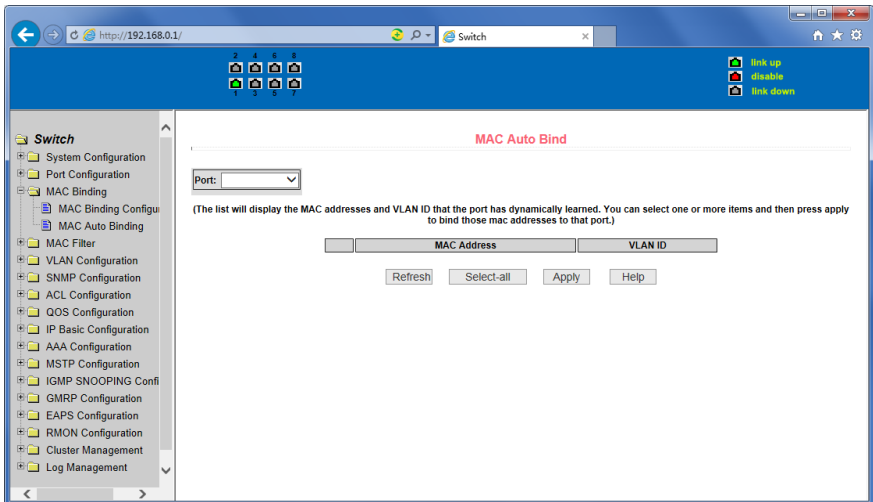 http://192.168.0.1/
Switch
2 4 6 8
1 3 5 7
link up
disable
link down
Switch
System Configuration
Port Configuration
MAC Binding
MAC Binding Configur
MAC Auto Binding
MAC Filter
VLAN Configuration
SNMP Configuration
ACL Configuration
QOS Configuration
IP Basic Configuration
AAA Configuration
MSTP Configuration
IGMP SNOOPING Confi
GMRP Configuration
EAPS Configuration
RMON Configuration
Cluster Management
Log Management
MAC Auto Bind
Port:
(The list will display the MAC addresses and VLAN ID that the port has dynamically learned. You can select one or more items and then press apply
to bind those mac addresses to that port.)
MAC Address VLAN ID
Refresh Select-all Apply Help